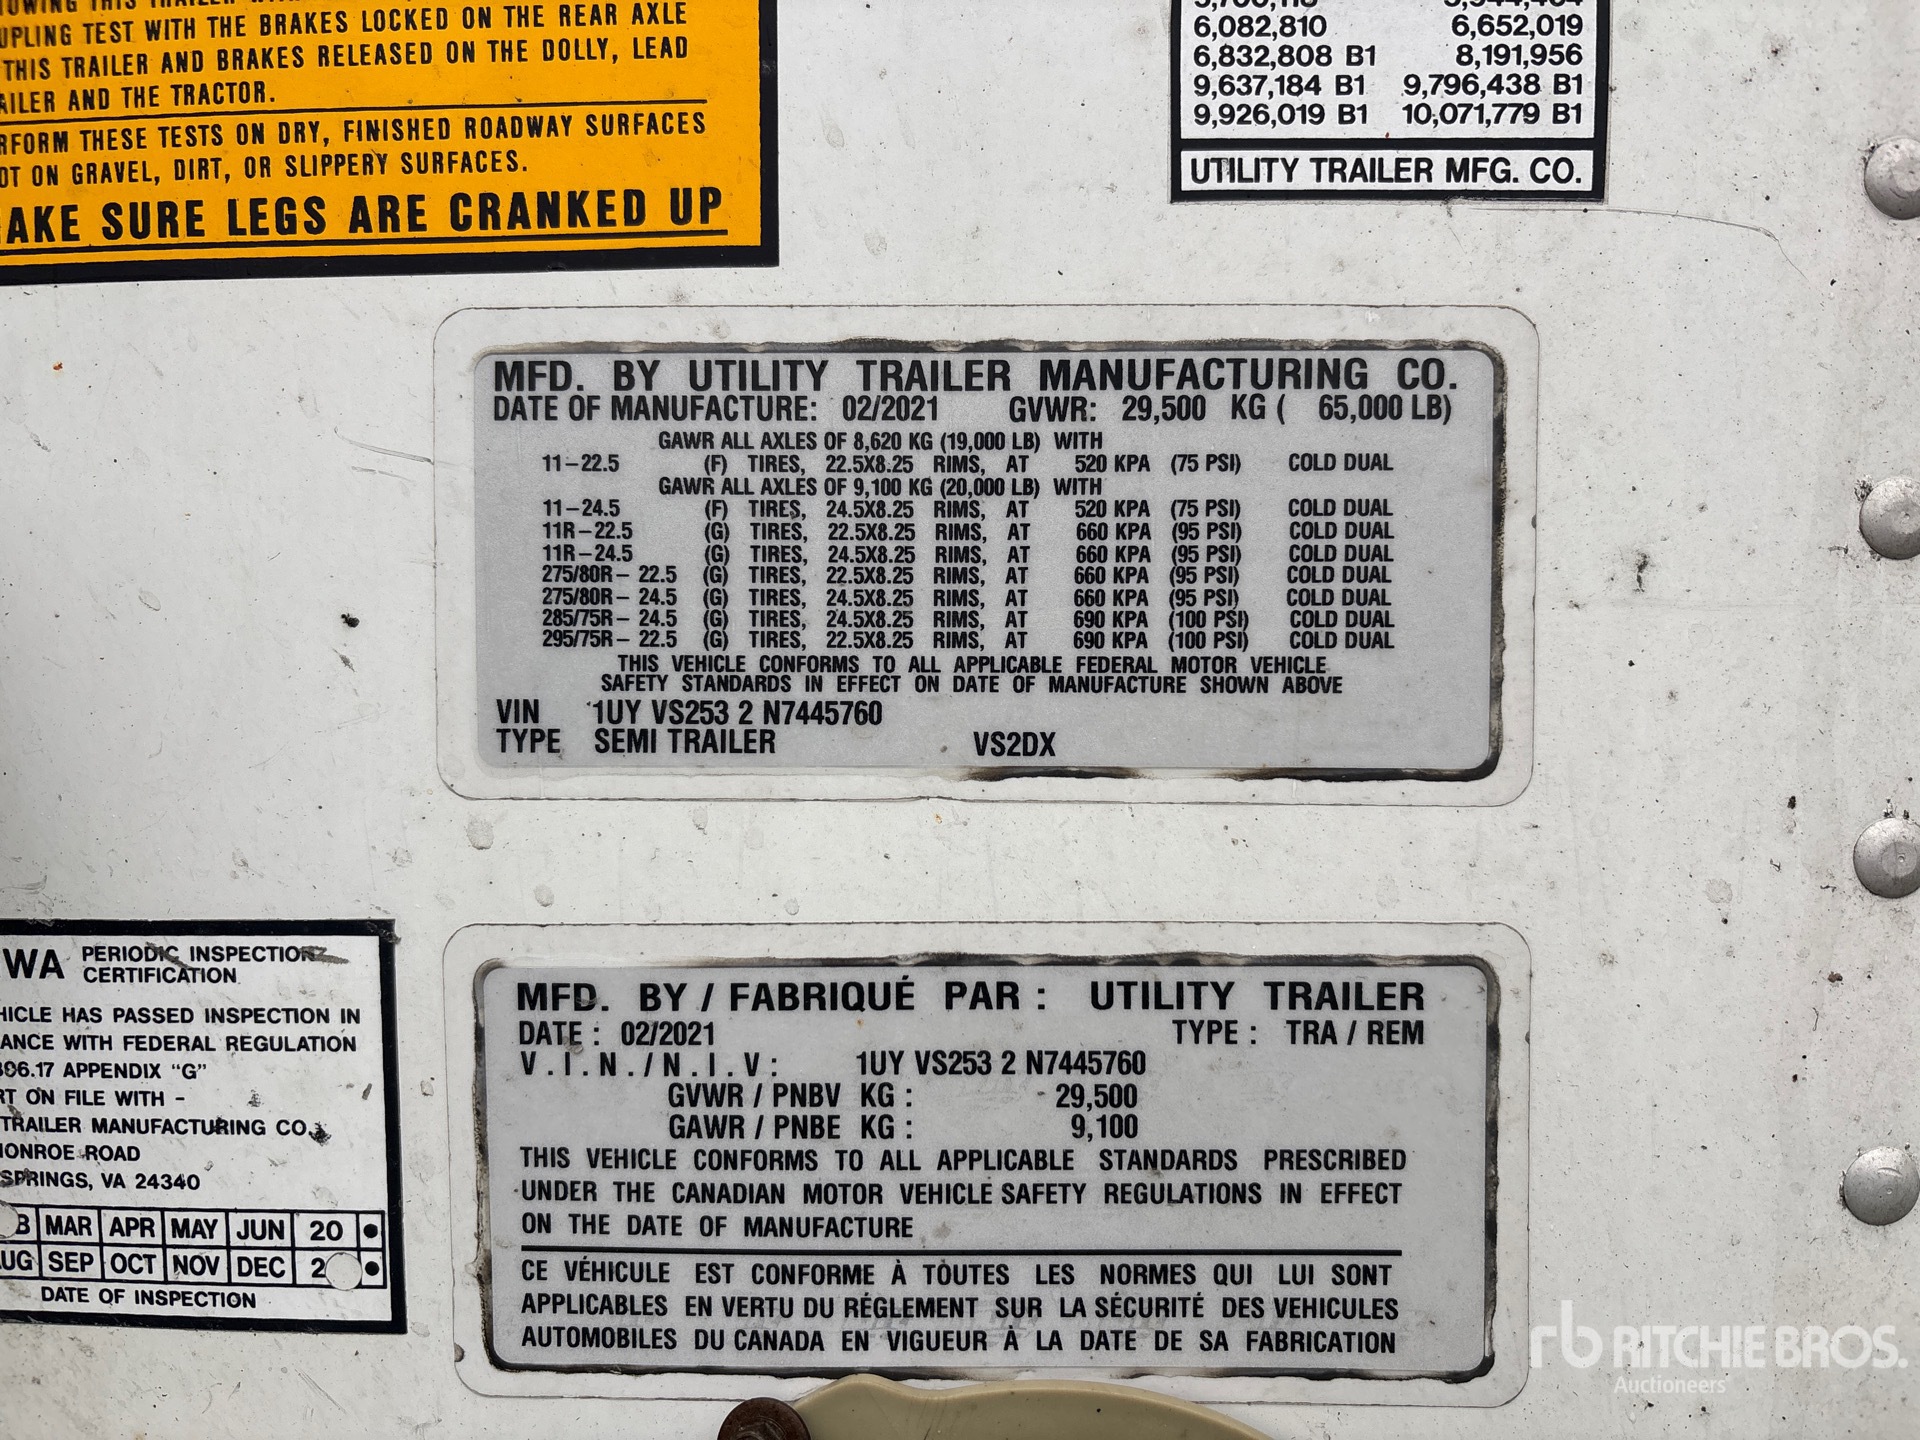 UPLING TEST WITH THE BRAKES LOCKED ON THE REAR AXLE
THIS TRAILER AND BRAKES RELEASED ON THE DOLLY, LEAD
AILER AND THE TRACTOR.
RFORM THESE TESTS ON DRY, FINISHED ROADWAY SURFACES
OT ON GRAVEL, DIRT, OR SLIPPERY SURFACES.
AKE SURE LEGS ARE CRANKED UP
6,082,810 6,652,019
6,832,808 B1 8,191,956
9,637,184 B1 9,796,438 B1
9,926,019 B1 10,071,779 B1
UTILITY TRAILER MFG. CO.
MFD. BY UTILITY TRAILER MANUFACTURING CO.
DATE OF MANUFACTURE: 02/2021 GVWR: 29,500 KG ( 65,000 LB)
GAWR ALL AXLES OF 8,620 KG (19,000 LB) WITH
11-22.5 (F) TIRES, 22.5X8.25 RIMS, AT 520 KPA (75 PSI) COLD DUAL
GAWR ALL AXLES OF 9,100 KG (20,000 LB) WITH
11-24.5 (F) TIRES, 24.5X8.25 RIMS, AT 520 KPA (75 PSI) COLD DUAL
11R-22.5 (G) TIRES, 22.5X8.25 RIMS, AT 660 KPA (95 PSI) COLD DUAL
11R-24.5 (G) TIRES, 24.5X8.25 RIMS, AT 660 KPA (95 PSI) COLD DUAL
275/80R- 22.5 (G) TIRES, 22.5X8.25 RIMS, AT 660 KPA (95 PSI) COLD DUAL
275/80R- 24.5 (G) TIRES, 24.5X8.25 RIMS, AT 660 KPA (95 PSI) COLD DUAL
285/75R- 24.5 (G) TIRES, 24.5X8.25 RIMS, AT 690 KPA (100 PSI) COLD DUAL
295/75R- 22.5 (G) TIRES, 22.5X8.25 RIMS, AT 690 KPA (100 PSI) COLD DUAL
THIS VEHICLE CONFORMS TO ALL APPLICABLE FEDERAL MOTOR VEHICLE
SAFETY STANDARDS IN EFFECT ON DATE OF MANUFACTURE SHOWN ABOVE
VIN 1UY VS253 2 N7445760
TYPE SEMI TRAILER VS2DX
WA PERIODIC INSPECTION
CERTIFICATION
HICLE HAS PASSED INSPECTION IN
ANCE WITH FEDERAL REGULATION
396.17 APPENDIX "G"
RT ON FILE WITH -
TRAILER MANUFACTURING CO.
MONROE ROAD
SPRINGS, VA 24340
B MAR APR MAY JUN 20
UG SEP OCT NOV DEC 2
DATE OF INSPECTION
MFD. BY / FABRIQUÉ PAR : UTILITY TRAILER
DATE : 02/2021 TYPE : TRA / REM
V.I.N./N.I.V: 1UY VS253 2 N7445760
GVWR / PNBV KG : 29,500
GAWR / PNBE KG : 9,100
THIS VEHICLE CONFORMS TO ALL APPLICABLE STANDARDS PRESCRIBED
UNDER THE CANADIAN MOTOR VEHICLE SAFETY REGULATIONS IN EFFECT
ON THE DATE OF MANUFACTURE
CE VÉHICULE EST CONFORME À TOUTES LES NORMES QUI LUI SONT
APPLICABLES EN VERTU DU RÉGLEMENT SUR LA SÉCURITÉ DES VEHICULES
AUTOMOBILES DU CANADA EN VIGUEUR À LA DATE DE SA FABRICATION
rb RITCHIE BROS.
Auctioneers